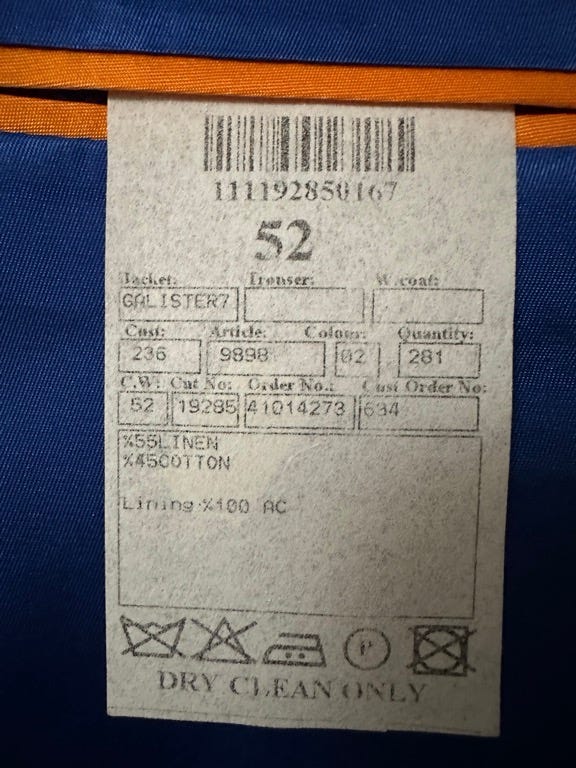 111192850167
52
Jacket: Trouser: W.coat:
GALISTER7
Cust: Article: Colour: Quantity:
236 9898 02 281
C.W: Cut No: Order No.: Cust Order No:
52 19285 41014273 634
%55LINEN
%45COTTON
Lining %100 AC
P
DRY CLEAN ONLY